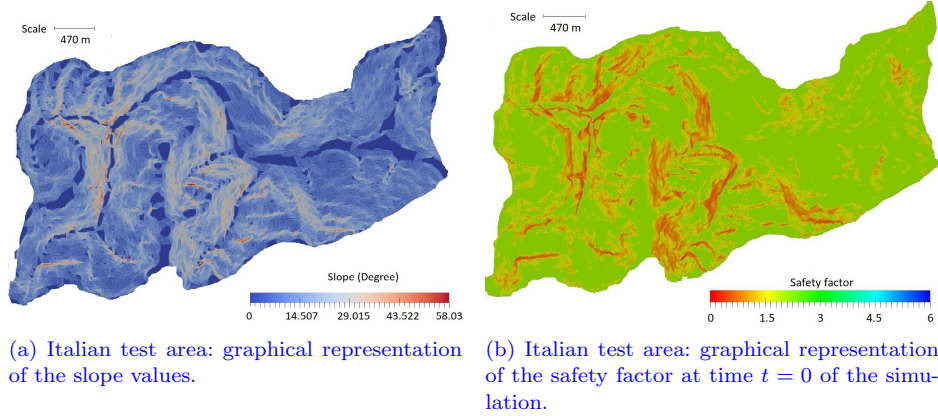 Scale
470 m
Slope (Degree)
0 14.507 29.015 43.522 58.03
(a) Italian test area: graphical representation
of the slope values.
Scale
470 m
Safety factor
0 1.5 3 4.5 6
(b) Italian test area: graphical representation
of the safety factor at time t = 0 of the simu-
lation.